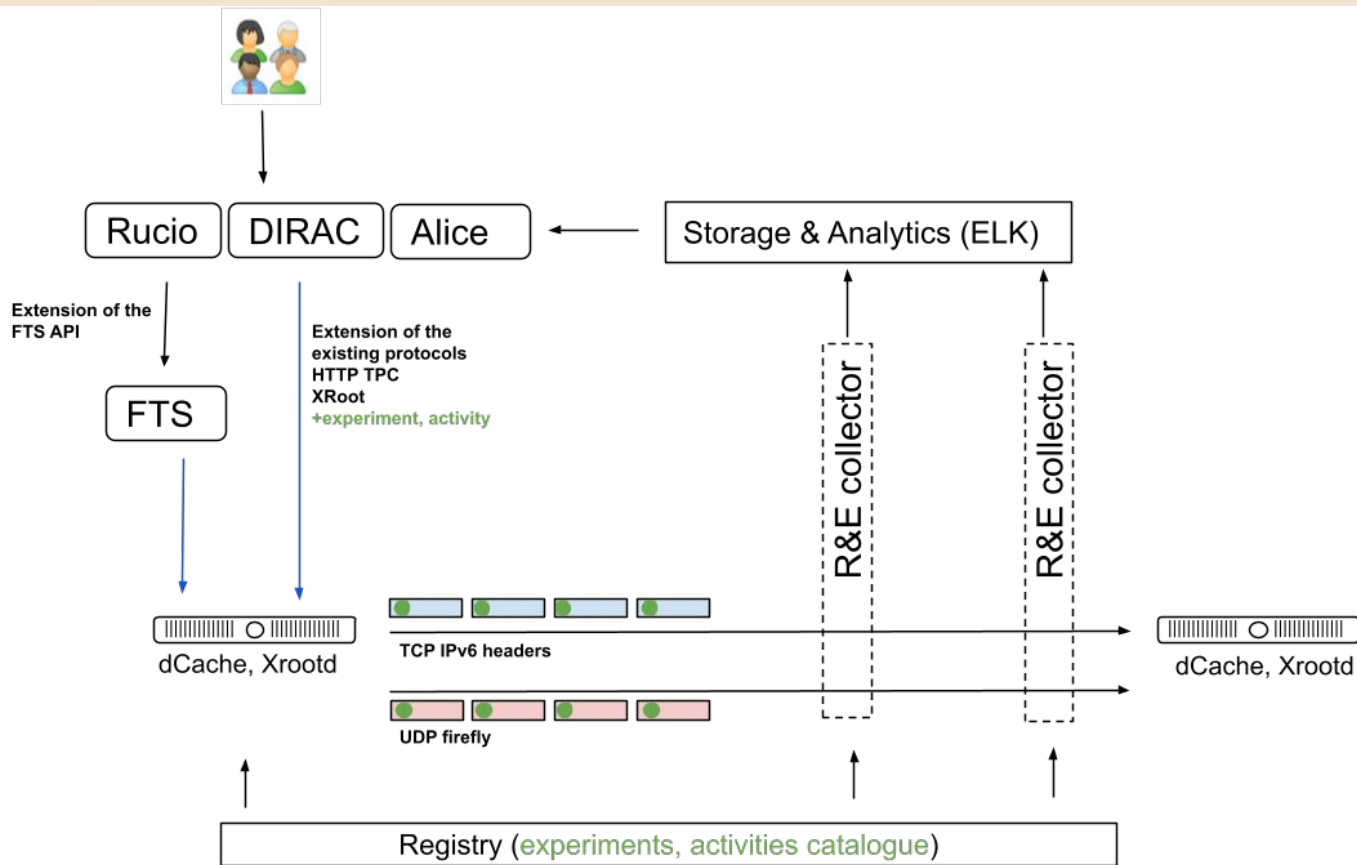 Rucio
DIRAC
Alice
Storage & Analytics (ELK)
Extension of the
FTS API
Extension of the
existing protocols
HTTP TPC
XRoot
+experiment, activity
FTS
R&E collector
R&E collector
dCache, Xrootd
TCP IPv6 headers
dCache, Xrootd
UDP firefly
Registry (experiments, activities catalogue)